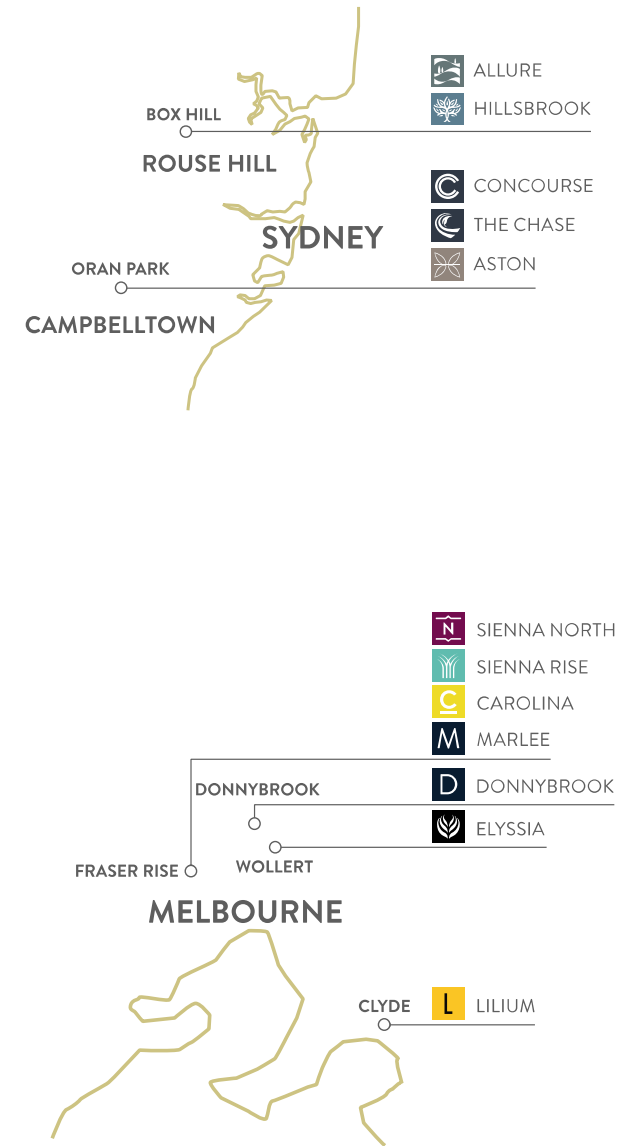 ALLURE
BOX HILL
HILLSBROOK
ROUSE HILL
C CONCOURSE
SYDNEY
THE CHASE
ORAN PARK
ASTON
CAMPBELLTOWN
N SIENNA NORTH
SIENNA RISE
C CAROLINA
M MARLEE
DONNYBROOK
D DONNYBROOK
ELYSSIA
FRASER RISE
WOLLERT
MELBOURNE
CLYDE
L LILIUM